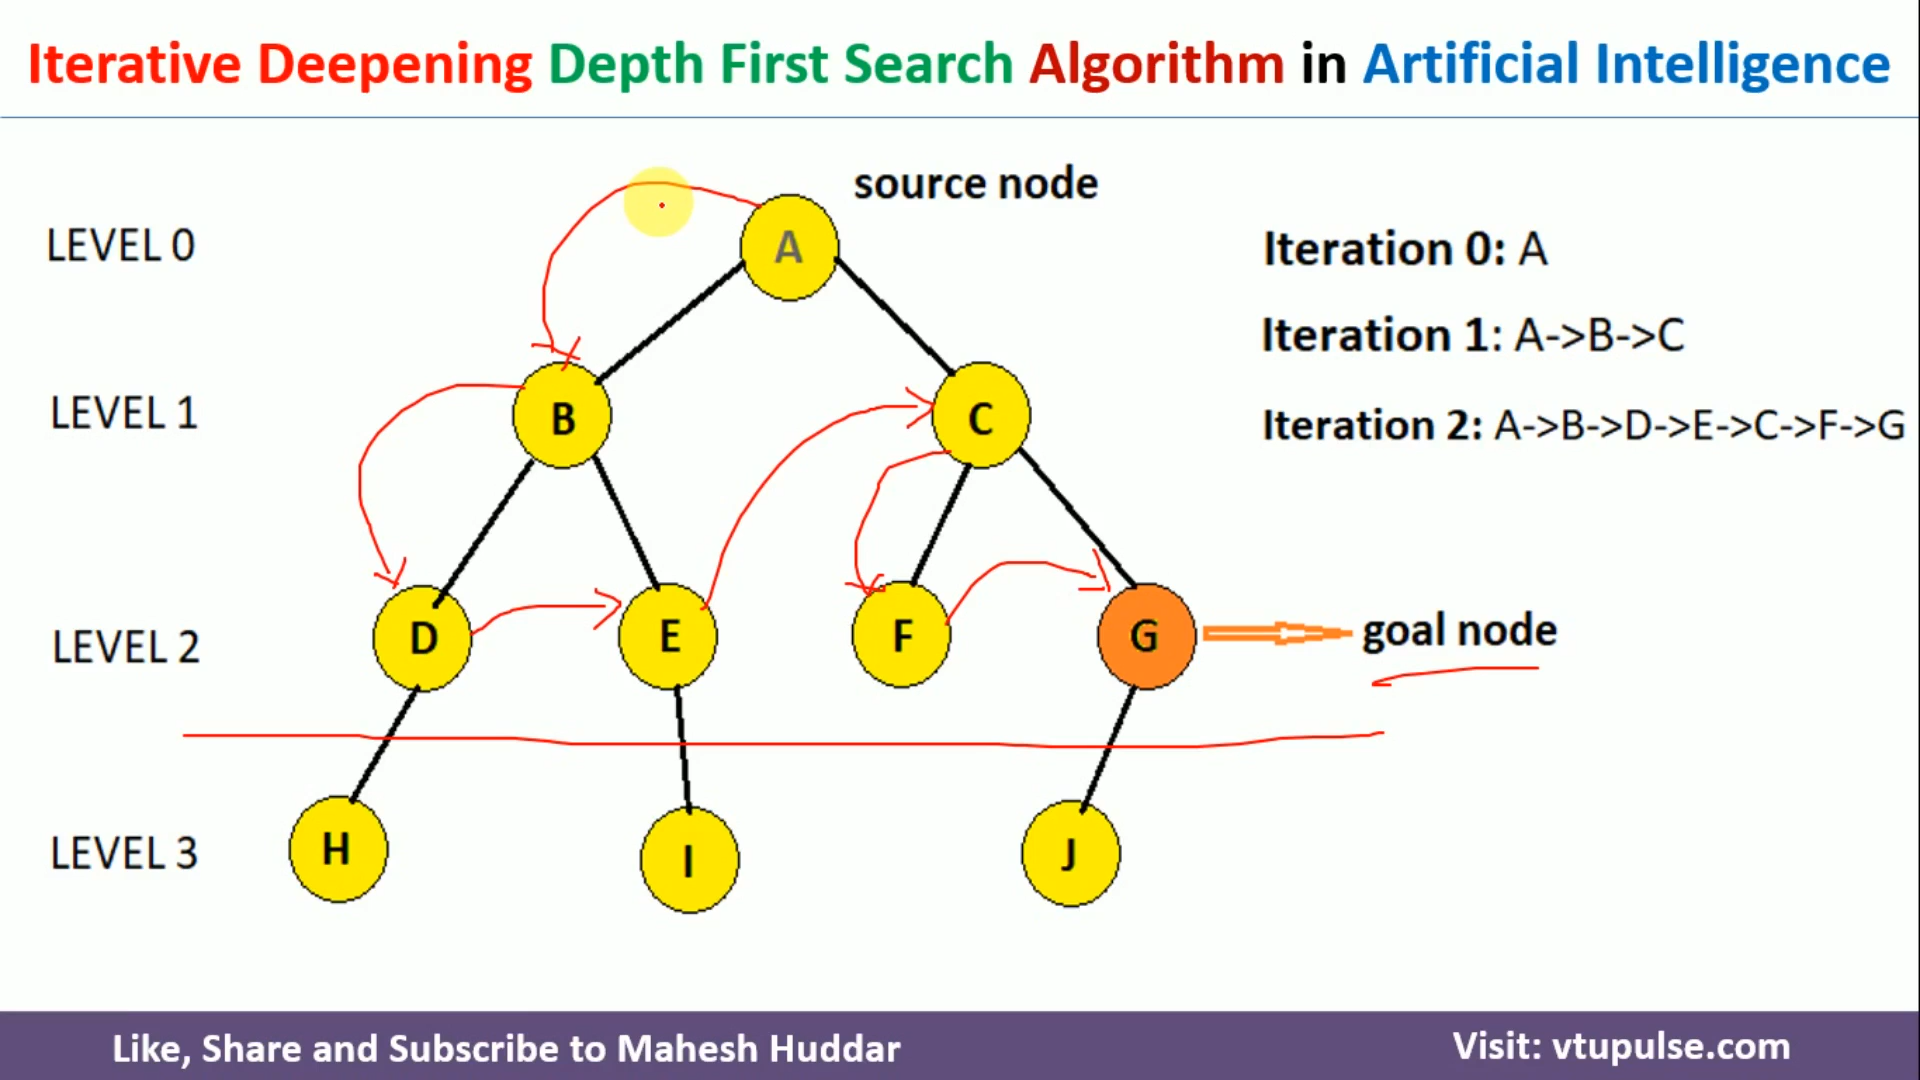 Iterative Deepening Depth First Search Algorithm in Artificial Intelligence
source node
LEVEL 0
A
Iteration 0: A
Iteration 1: A->B->C
LEVEL 1
B
C
Iteration 2: A->B->D->E->C->F->G
LEVEL 2
D
E
F
G
goal node
LEVEL 3
H
I
J
Like, Share and Subscribe to Mahesh Huddar
Visit: vtupulse.com